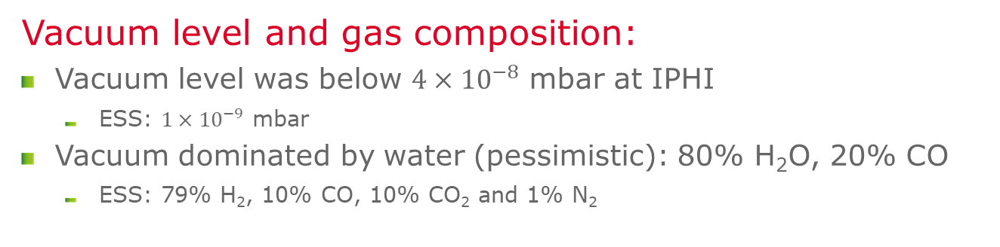 Vacuum level and gas composition:
Vacuum level was below 4 × 10⁻⁸ mbar at IPHI
ESS: 1 × 10⁻⁹ mbar
Vacuum dominated by water (pessimistic): 80% H₂O, 20% CO
ESS: 79% H₂, 10% CO, 10% CO₂ and 1% N₂